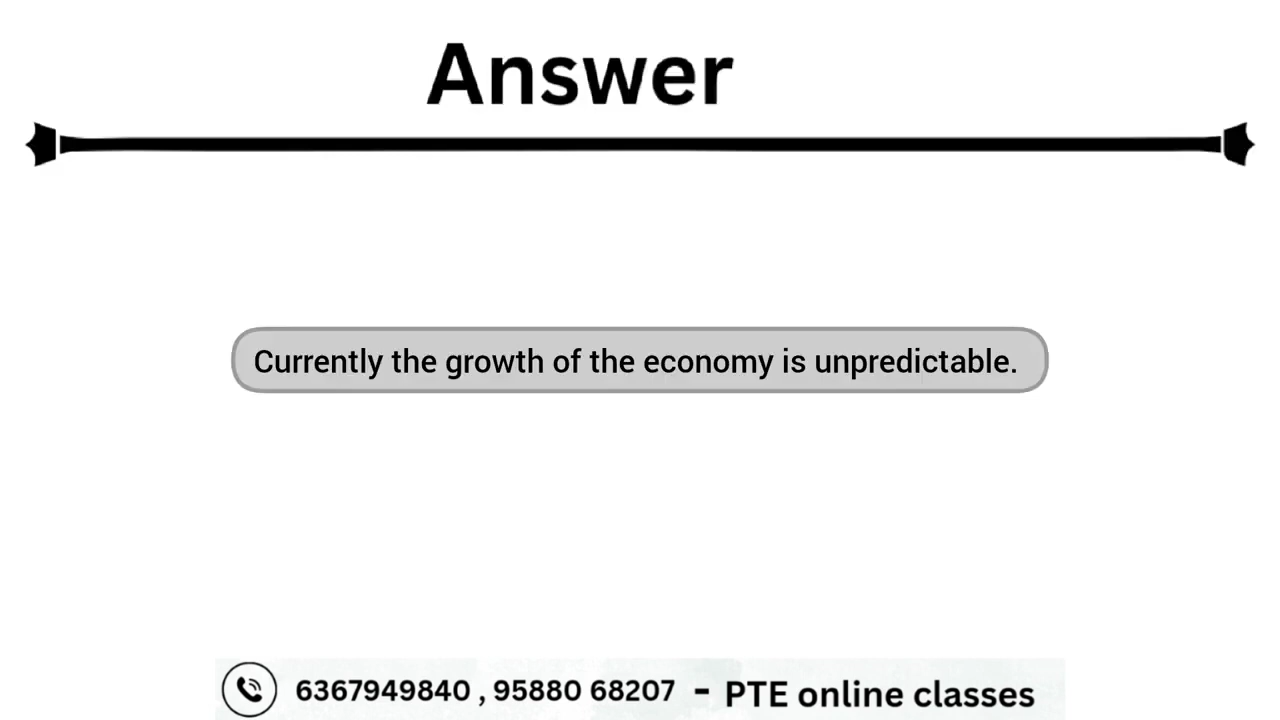 Answer
Currently the growth of the economy is unpredictable.
6367949840 , 95880 68207 - PTE online classes